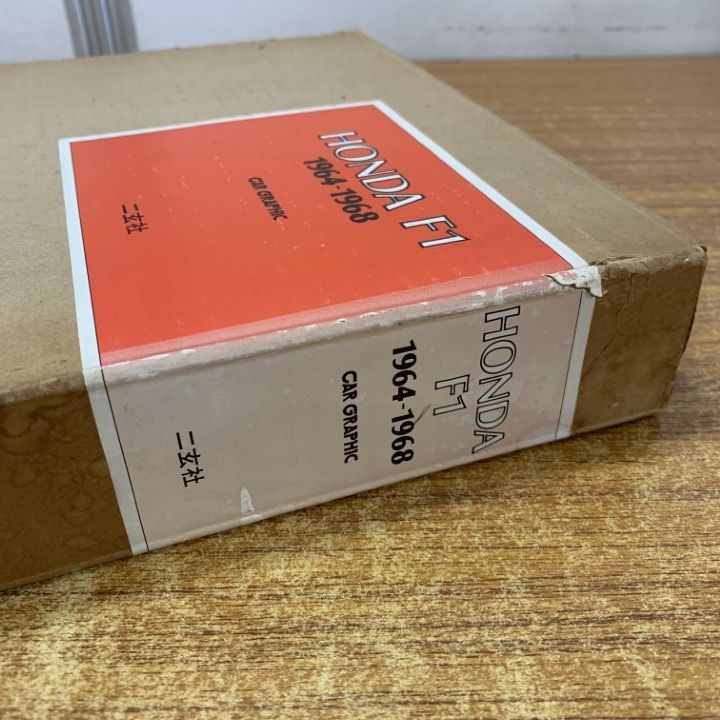 HONDA F1
1964-1968
CAR GRAPHIC
二玄社
HONDA
F1
1964-1968
CAR GRAPHIC
二玄社